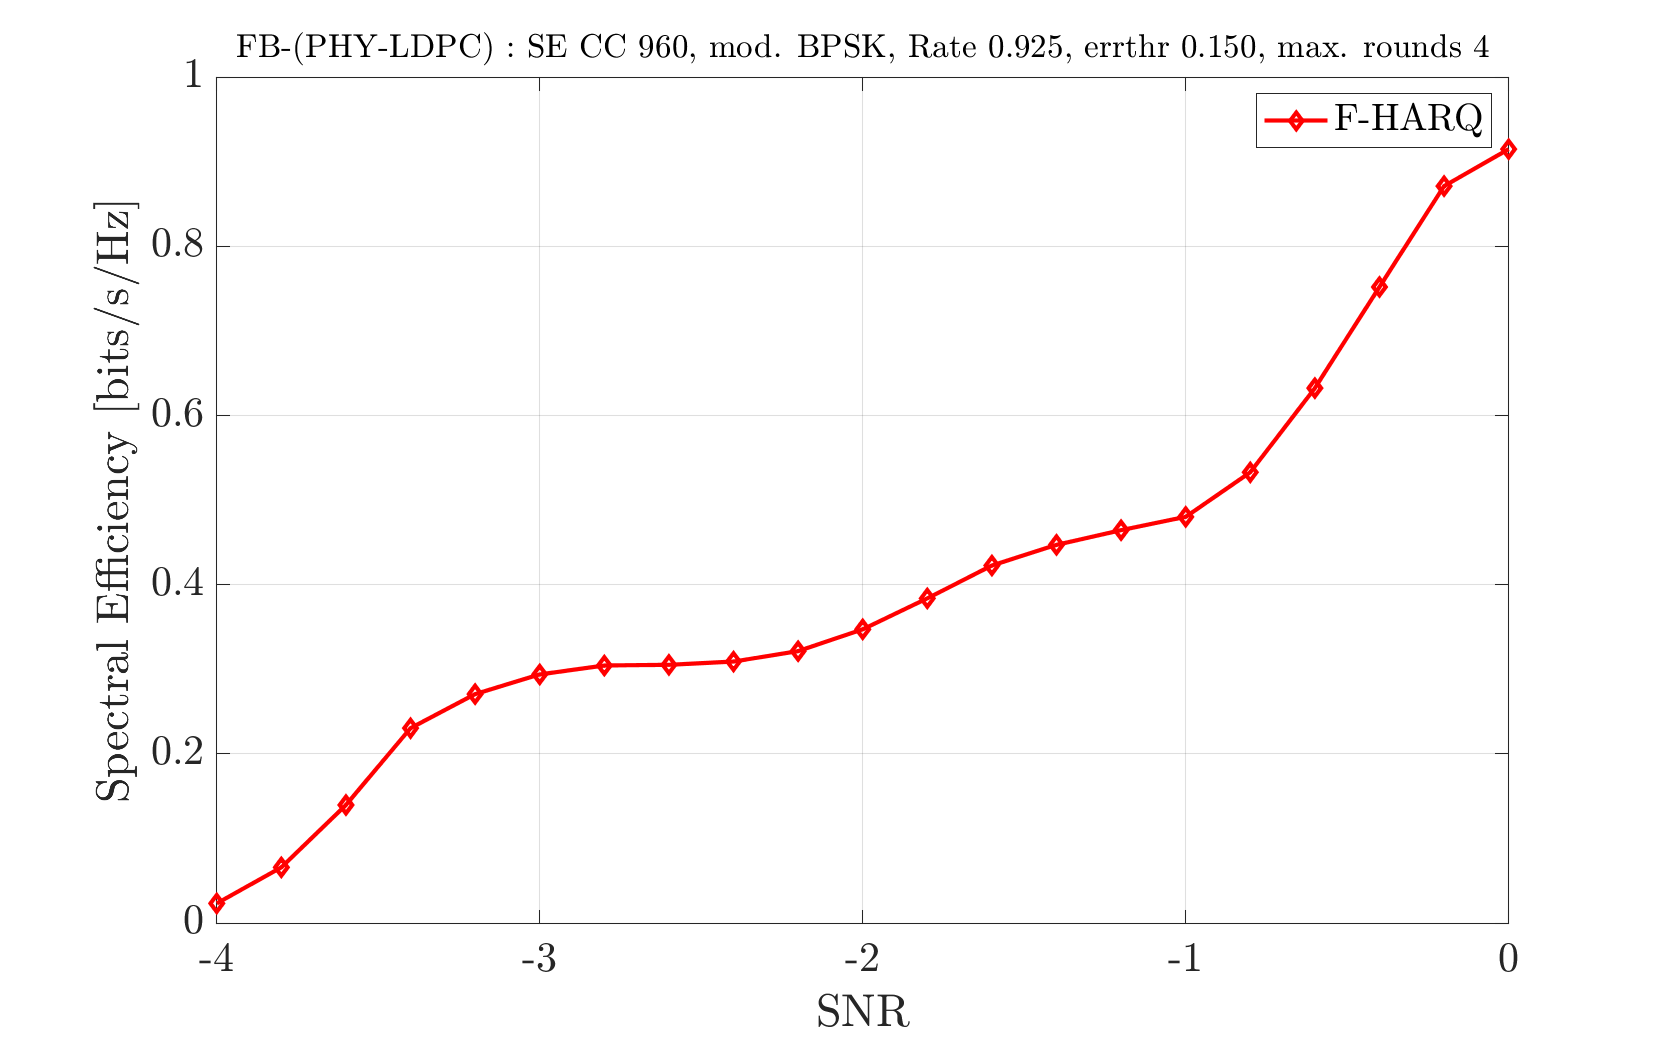 FB-(PHY-LDPC) : SE CC 960, mod. BPSK, Rate 0.925, errthr 0.150, max. rounds 4
1
F-HARQ
0.8
0.6
0.4
0.2
0
Spectral Efficiency [bits/s/Hz]
-4 -3 -2 -1 0
SNR